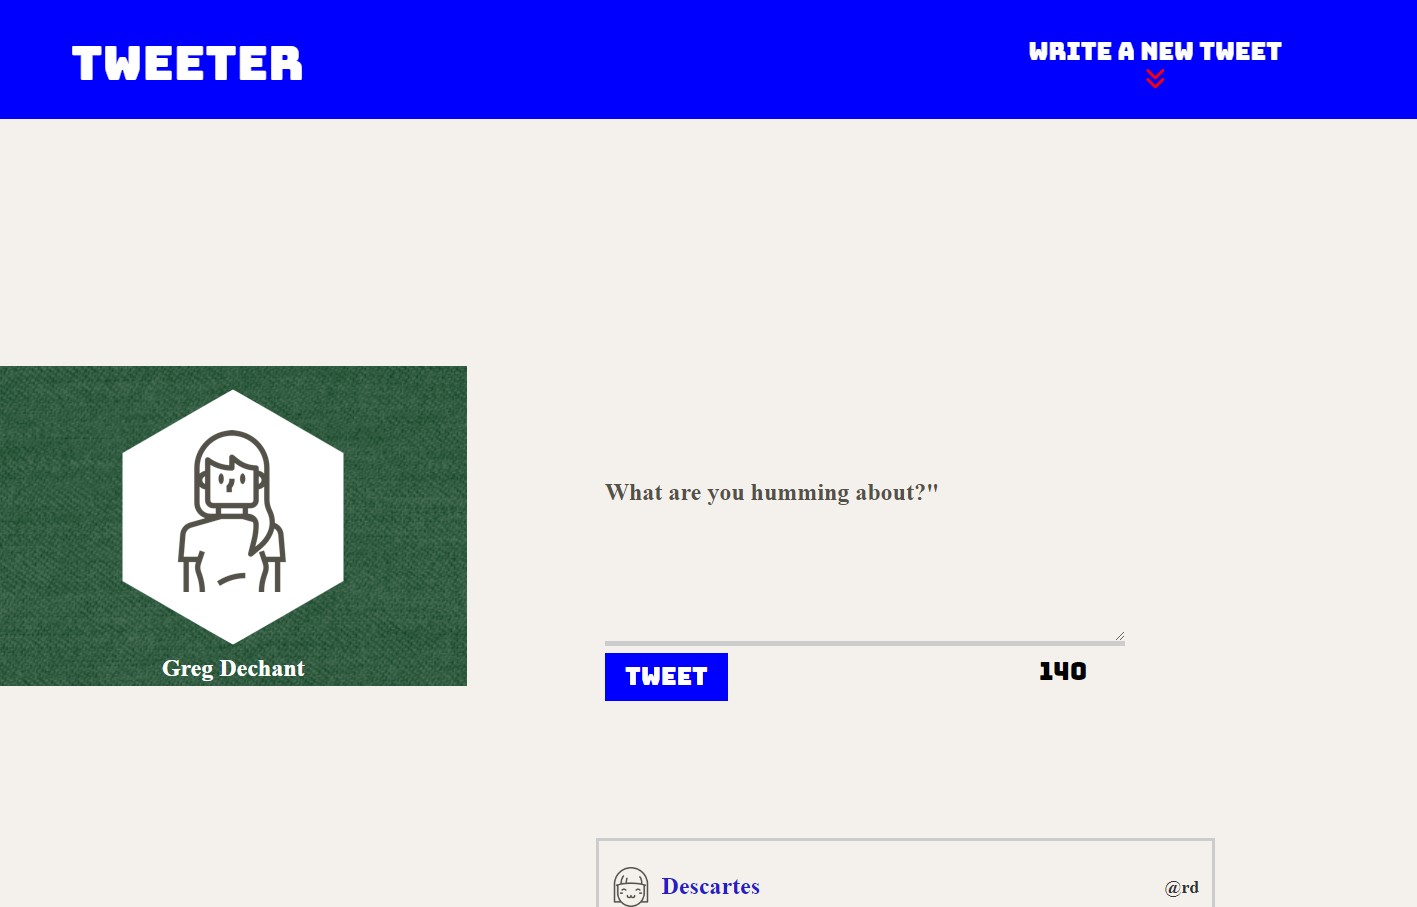 TWEETER
WRITE A NEW TWEET
Greg Dechant
What are you humming about?"
TWEET
140
Descartes
@rd